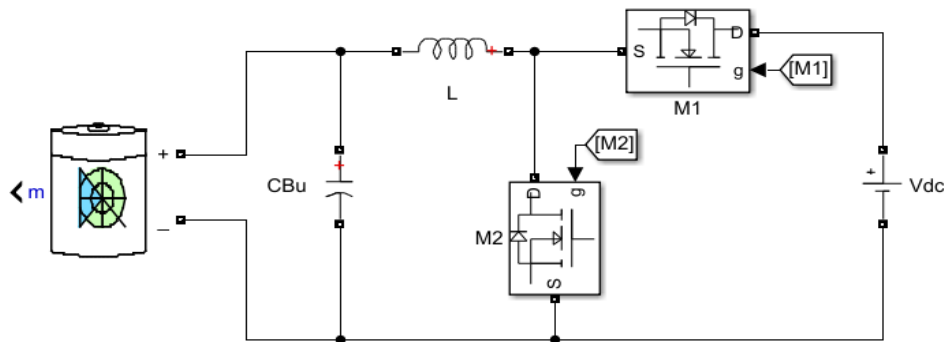 D
S
[M1]
g
L
M1
[M2]
+
m
CBu
D
g
+
Vdc
M2
_
S